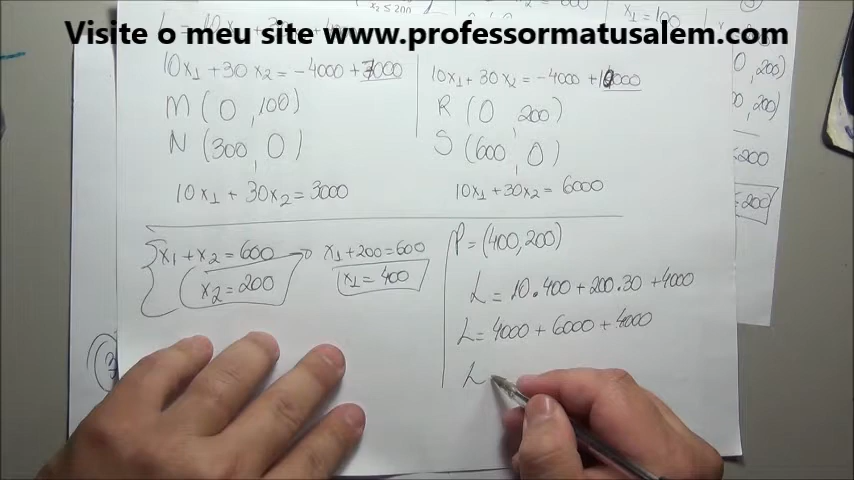 x₂ ≤ 200
Visite o meu site www.professormatusalem.com
10x₁ + 30x₂ = -4000 + 7000
M (0, 100)
N (300, 0)
10x₁ + 30x₂ = 3000
10x₁ + 30x₂ = -4000 + 10000
R (0, 200)
S (600, 0)
10x₁ + 30x₂ = 6000
x₁ + x₂ = 600
x₂ = 200
x₁ + 200 = 600
x₁ = 400
P = (400, 200)
L = 10.400 + 200.30 + 4000
L = 4000 + 6000 + 4000
L